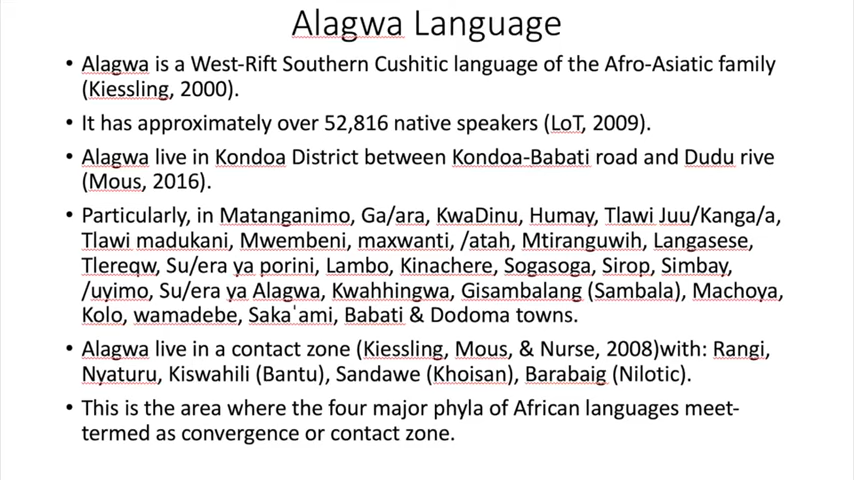 Alagwa Language
• Alagwa is a West-Rift Southern Cushitic language of the Afro-Asiatic family
(Kiessling, 2000).
• It has approximately over 52,816 native speakers (LoT, 2009).
• Alagwa live in Kondoa District between Kondoa-Babati road and Dudu rive
(Mous, 2016).
• Particularly, in Matanganimo, Ga/ara, KwaDinu, Humay, Tlawi Juu/Kanga/a,
Tlawi madukani, Mwembeni, maxwanti, /atah, Mtiranguwih, Langasese,
Tlereqw, Su/era ya porini, Lambo, Kinachere, Sogasoga, Sirop, Simbay,
/uyimo, Su/era ya Alagwa, Kwahhingwa, Gisambalang (Sambala), Machoya,
Kolo, wamadebe, Sakaˈami, Babati & Dodoma towns.
• Alagwa live in a contact zone (Kiessling, Mous, & Nurse, 2008)with: Rangi,
Nyaturu, Kiswahili (Bantu), Sandawe (Khoisan), Barabaig (Nilotic).
• This is the area where the four major phyla of African languages meet-
termed as convergence or contact zone.